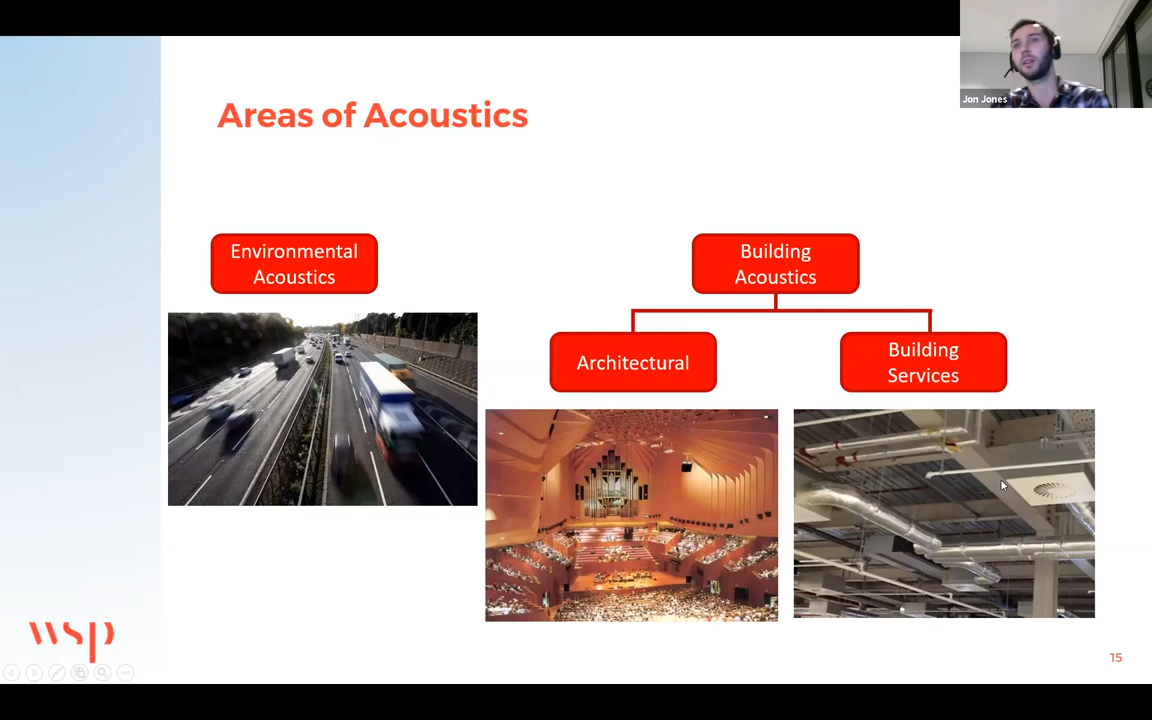 Areas of Acoustics
Jon Jones
Environmental
Acoustics
Building
Acoustics
Architectural
Building
Services
wsp
15